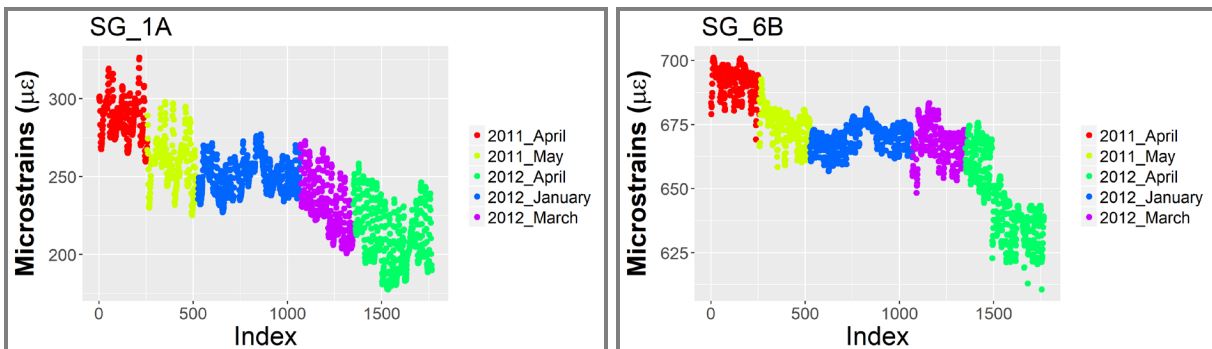 SG_1A
Microstrains (με)
300
250
200
0
500
1000
1500
Index
2011_April
2011_May
2012_April
2012_January
2012_March
SG_6B
Microstrains (με)
700
675
650
625
0
500
1000
1500
Index
2011_April
2011_May
2012_April
2012_January
2012_March